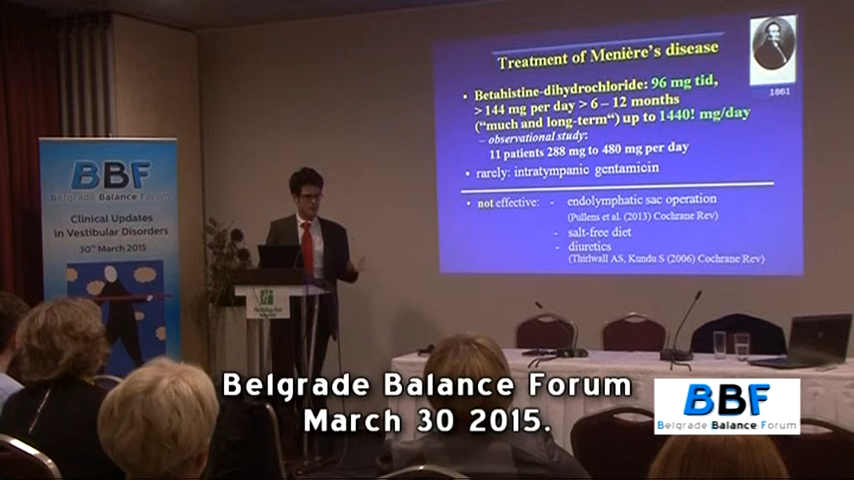 Treatment of Menière's disease
1861
• Betahistine-dihydrochloride: 96 mg tid,
> 144 mg per day > 6 – 12 months
("much and long-term") up to 1440! mg/day
– observational study:
11 patients 288 mg to 480 mg per day
• rarely: intratympanic gentamicin
• not effective: - endolymphatic sac operation
(Pullens et al. (2013) Cochrane Rev)
- salt-free diet
- diuretics
(Thirlwall AS, Kundu S (2006) Cochrane Rev)
BBF
Belgrade Balance Forum
Clinical Updates
in Vestibular Disorders
30th March 2015
Holiday Inn
Belgrade Balance Forum
March 30 2015.
BBF
Belgrade Balance Forum